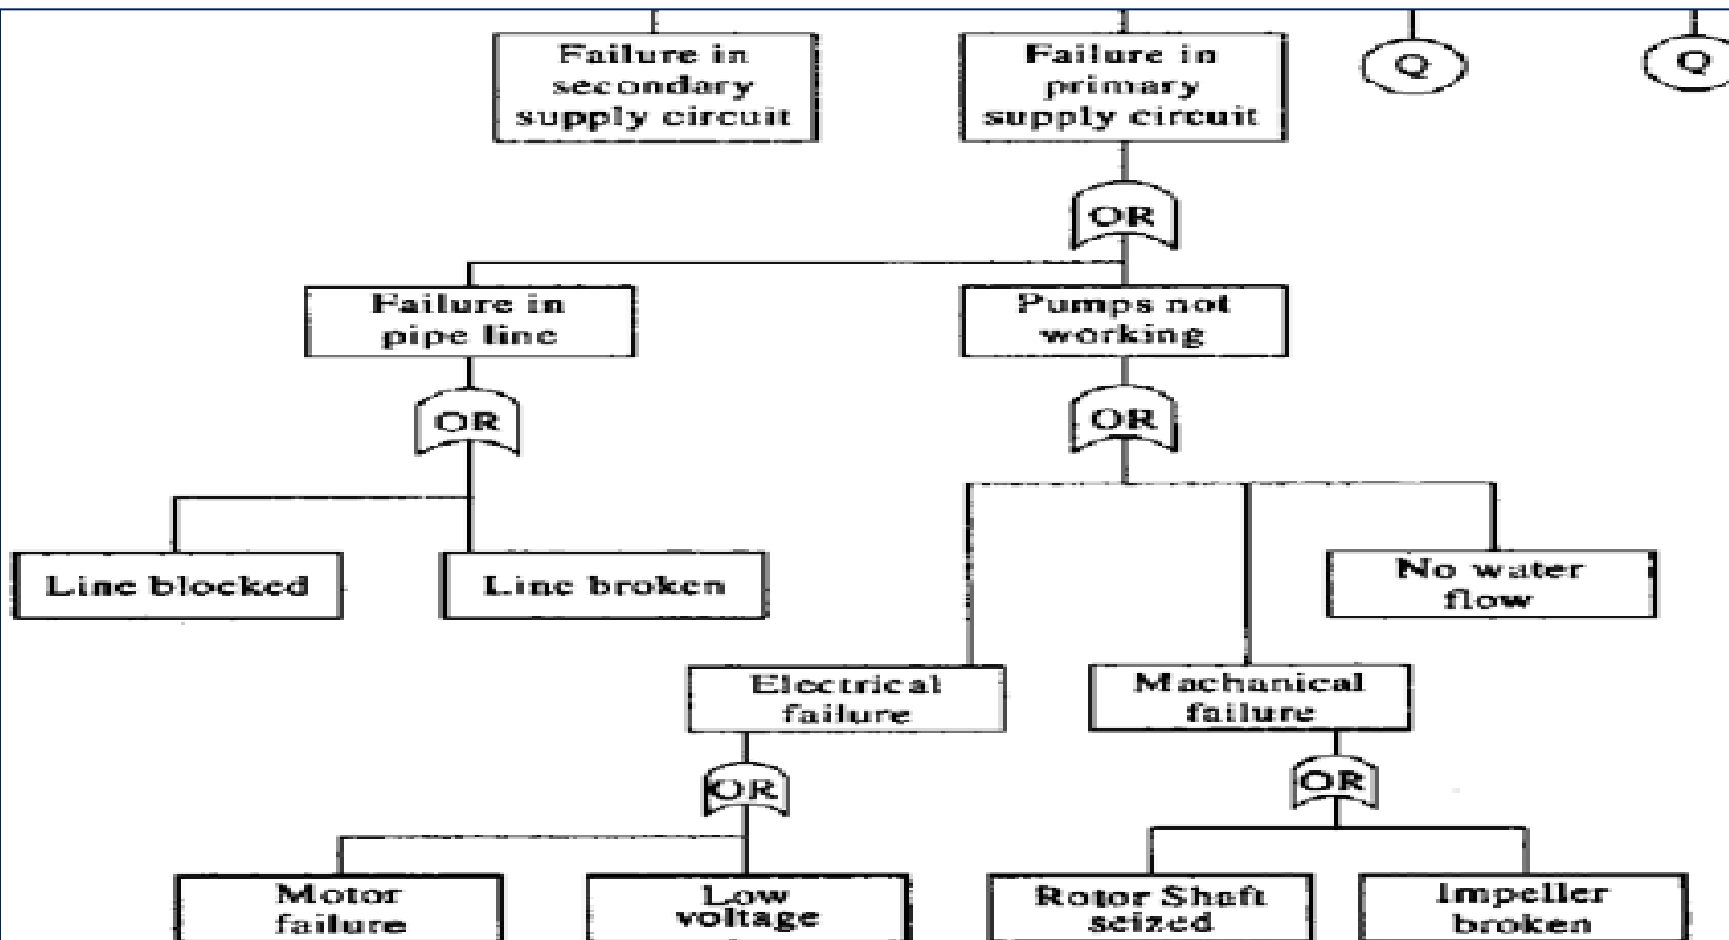 Failure in
secondary
supply circuit
Failure in
primary
supply circuit
Q
Q
OR
Failure in
pipe line
Pumps not
working
OR
OR
Line blocked
Line broken
No water
flow
Electrical
failure
Machanical
failure
OR
OR
Motor
failure
Low
voltage
Rotor Shaft
seized
Impeller
broken